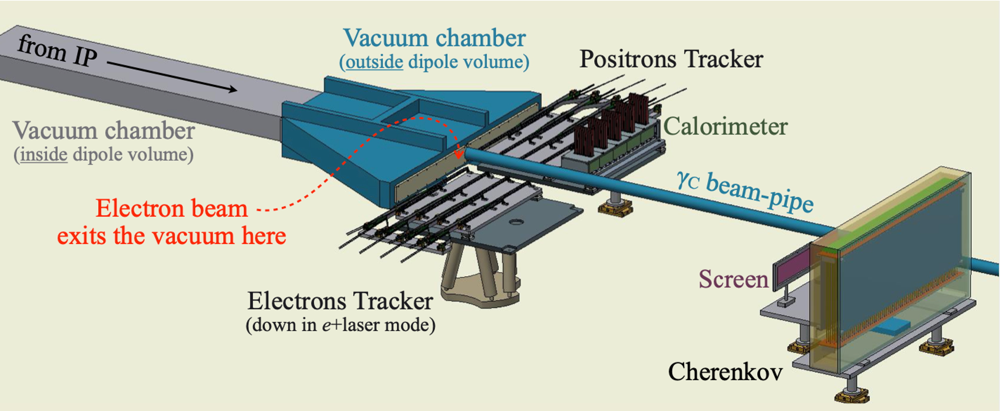 from IP
Vacuum chamber
(outside dipole volume)
Positrons Tracker
Vacuum chamber
(inside dipole volume)
Calorimeter
γC beam-pipe
Electron beam
exits the vacuum here
Electrons Tracker
(down in e+laser mode)
Screen
Cherenkov